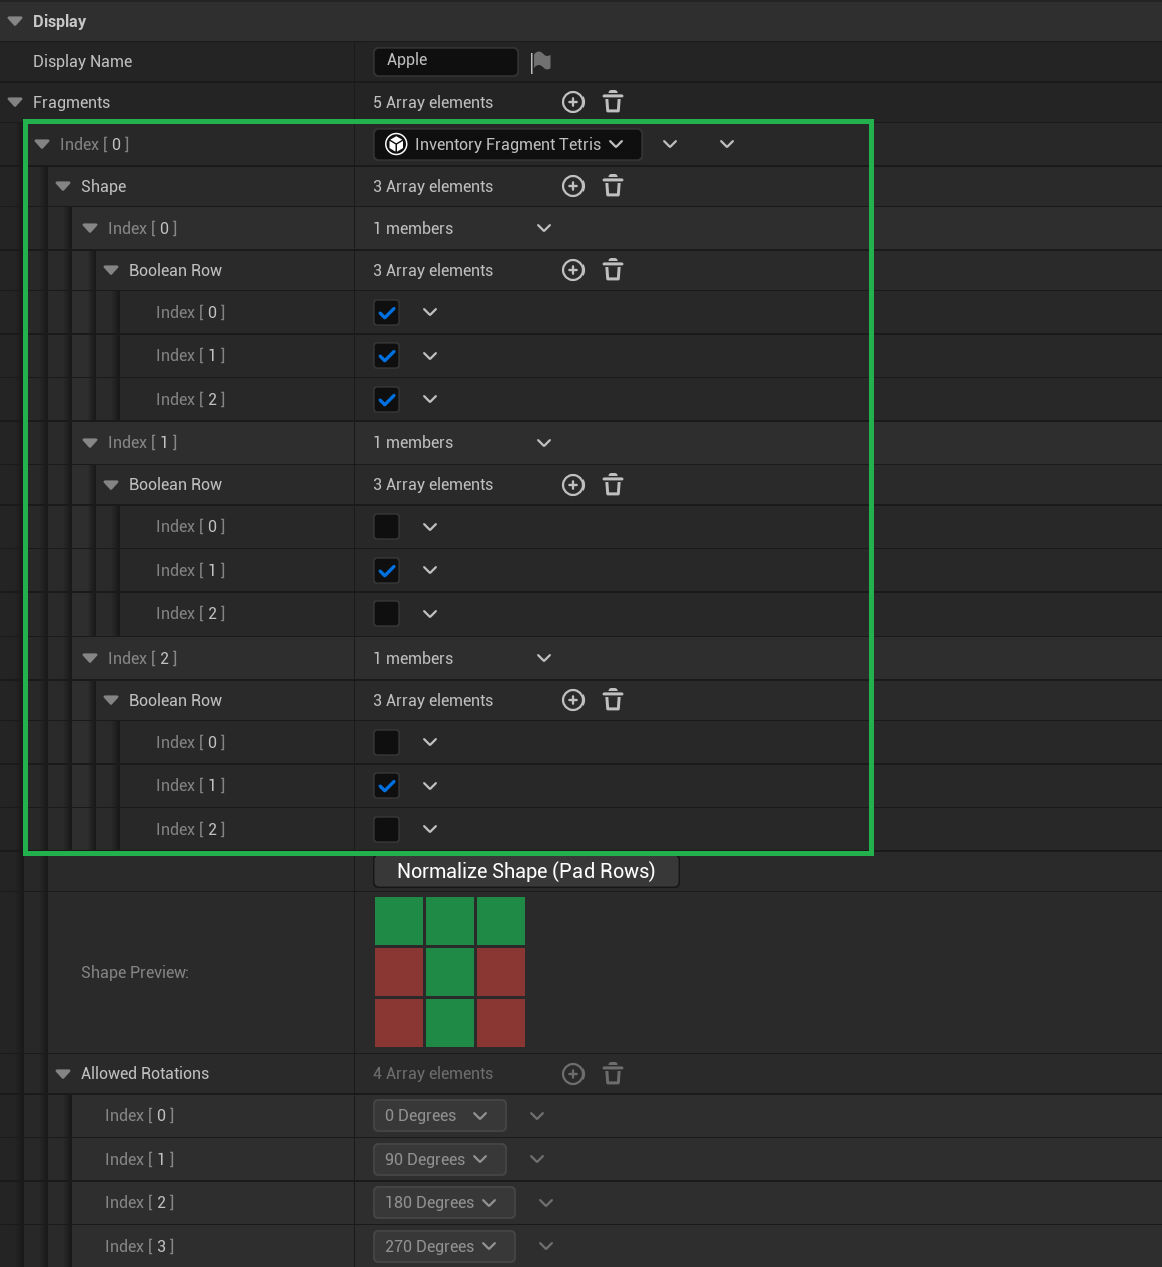 Display
Display Name Apple
Fragments 5 Array elements
Index [ 0 ] Inventory Fragment Tetris
Shape 3 Array elements
Index [ 0 ] 1 members
Boolean Row 3 Array elements
Index [ 0 ]
Index [ 1 ]
Index [ 2 ]
Index [ 1 ] 1 members
Boolean Row 3 Array elements
Index [ 0 ]
Index [ 1 ]
Index [ 2 ]
Index [ 2 ] 1 members
Boolean Row 3 Array elements
Index [ 0 ]
Index [ 1 ]
Index [ 2 ]
Normalize Shape (Pad Rows)
Shape Preview:
Allowed Rotations 4 Array elements
Index [ 0 ] 0 Degrees
Index [ 1 ] 90 Degrees
Index [ 2 ] 180 Degrees
Index [ 3 ] 270 Degrees